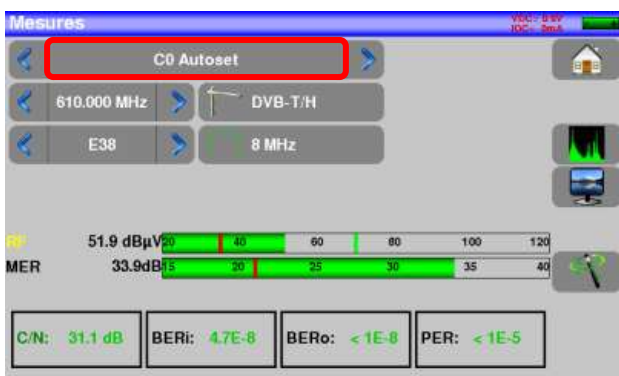 Mesures
VDC: 0.0V
IDC: 0mA
C0 Autoset
610.000 MHz DVB-T/H
E38 8 MHz
RF 51.9 dBµV 20 40 60 80 100 120
MER 33.9dB 15 20 25 30 35 40
C/N: 31.1 dB BERi: 4.7E-8 BERo: < 1E-8 PER: < 1E-5